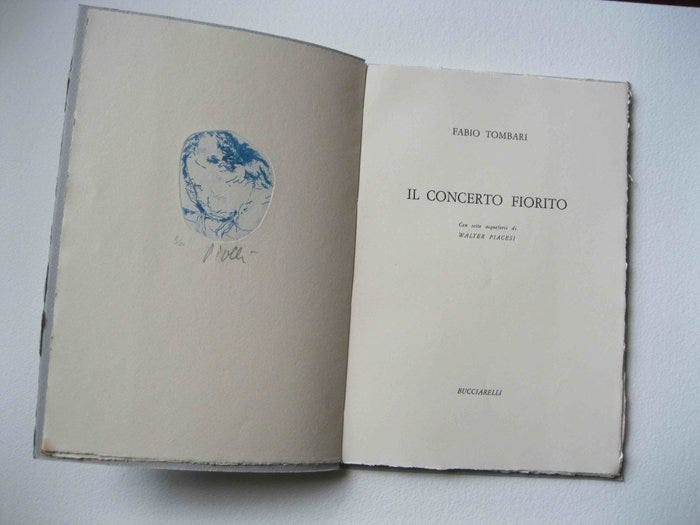 FABIO TOMBARI
IL CONCERTO FIORITO
Con sette acqueforti di
WALTER PIACESI
BUCCIARELLI